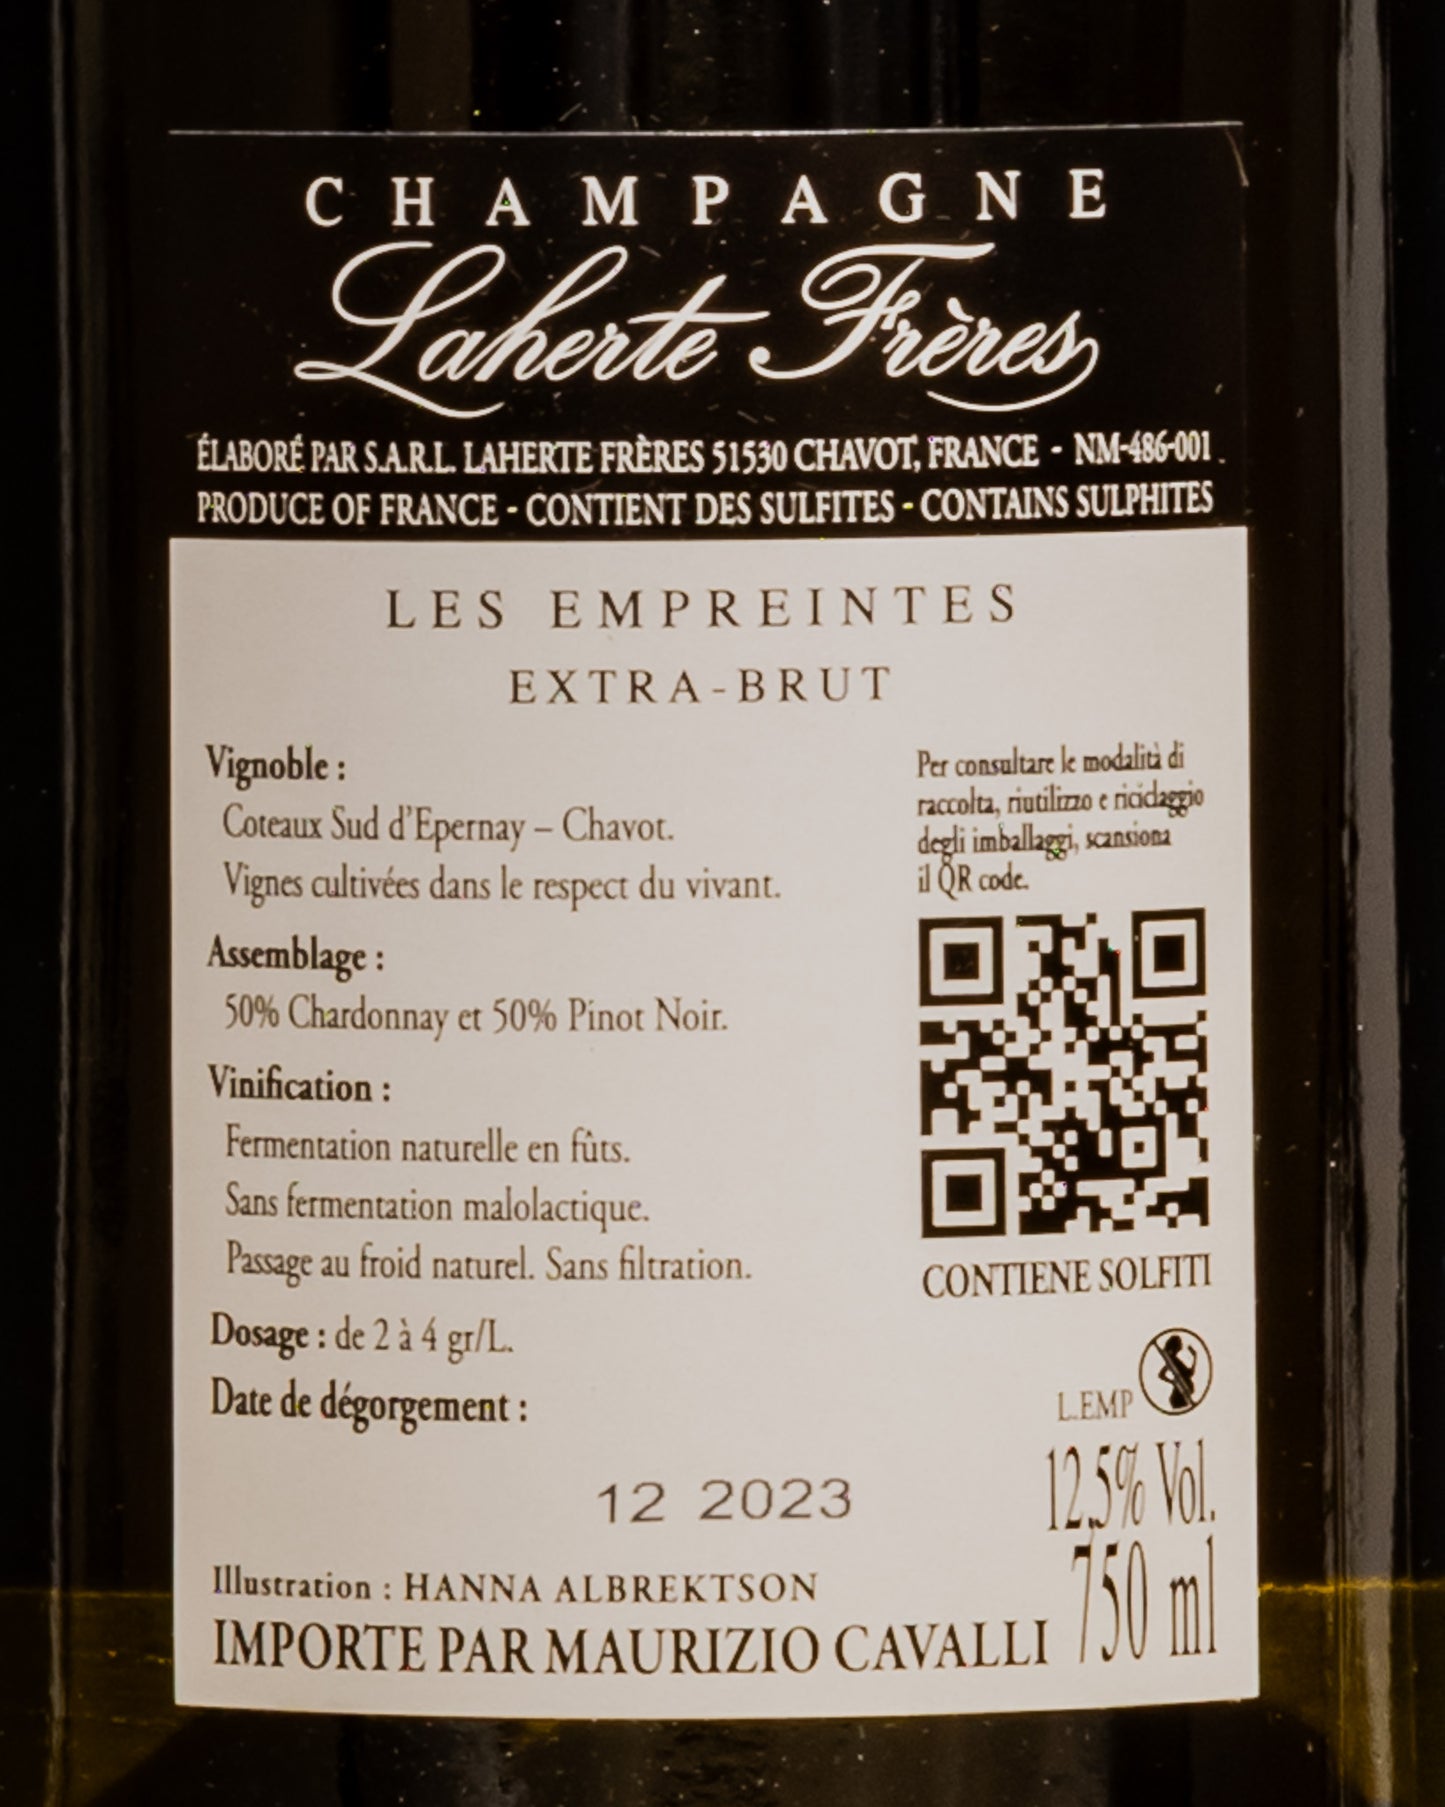 CHAMPAGNE
Laherte Frères
ÉLABORÉ PAR S.A.R.L. LAHERTE FRÈRES 51530 CHAVOT, FRANCE - NM-486-001.
PRODUCE OF FRANCE - CONTIENT DES SULFITES - CONTAINS SULPHITES
LES EMPREINTES
EXTRA-BRUT
Vignoble :
Coteaux Sud d'Epernay – Chavot.
Vignes cultivées dans le respect du vivant.
Assemblage :
50% Chardonnay et 50% Pinot Noir.
Vinification :
Fermentation naturelle en fûts.
Sans fermentation malolactique.
Passage au froid naturel. Sans filtration.
Dosage : de 2 à 4 gr/L.
Date de dégorgement :
12 2023
Illustration : HANNA ALBREKTSON
IMPORTE PAR MAURIZIO CAVALLI
Per consultare le modalità di
raccolta, riutilizzo e riciclaggio
degli imballaggi, scansiona
il QR code.
CONTIENE SOLFITI
L.EMP
12.5% Vol.
750 ml